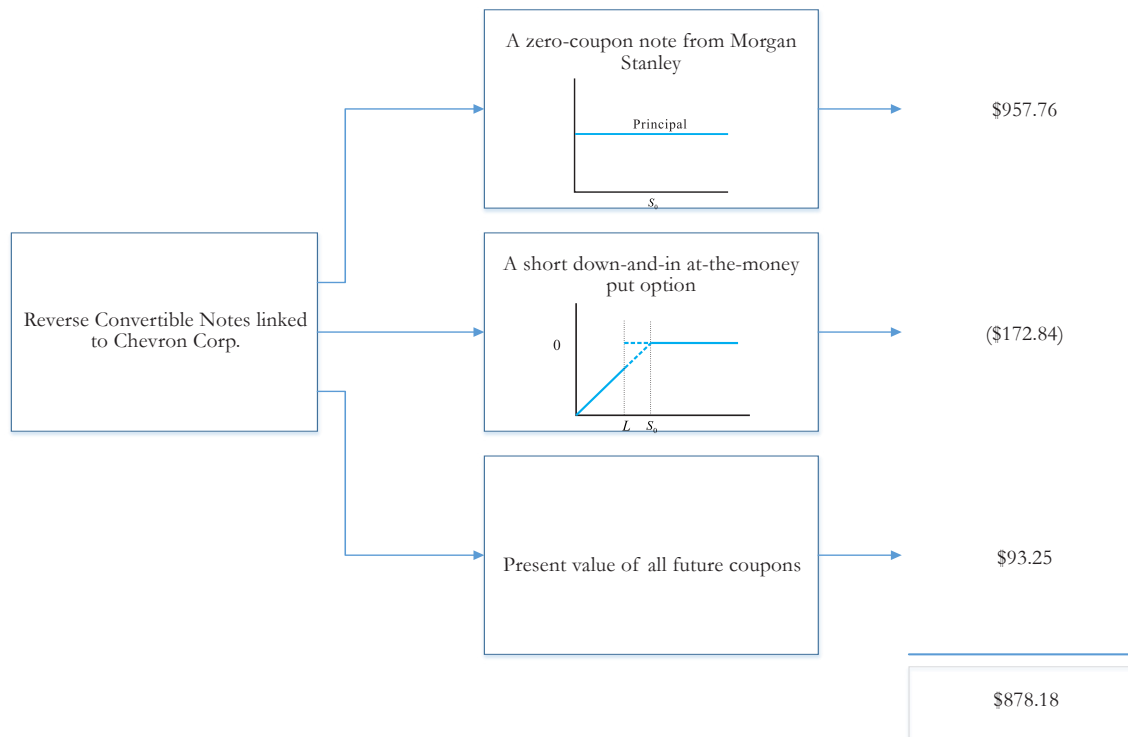 A zero-coupon note from Morgan
Stanley
Principal
S₀
$957.76
Reverse Convertible Notes linked
to Chevron Corp.
A short down-and-in at-the-money
put option
0
L S₀
($172.84)
Present value of all future coupons
$93.25
$878.18